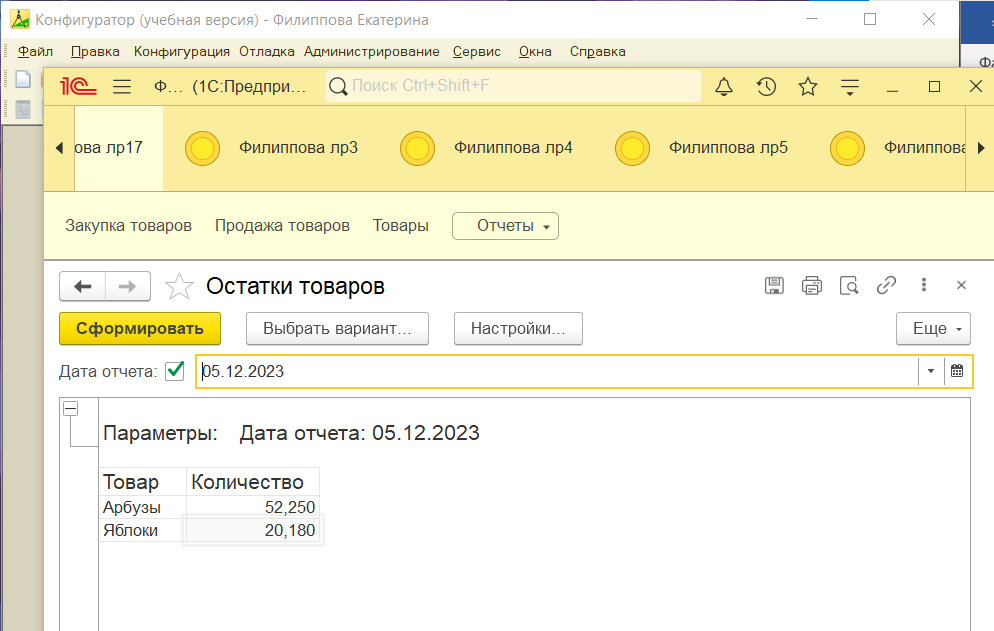 Конфигуратор (учебная версия) - Филиппова Екатерина
Файл Правка Конфигурация Отладка Администрирование Сервис Окна Справка
1С Ф... (1С:Предпри... Поиск Ctrl+Shift+F
ова лр17 Филиппова лр3 Филиппова лр4 Филиппова лр5 Филиппова
Закупка товаров Продажа товаров Товары Отчеты
Остатки товаров
Сформировать Выбрать вариант... Настройки... Еще
Дата отчета: 05.12.2023
Параметры: Дата отчета: 05.12.2023
Товар Количество
Арбузы 52,250
Яблоки 20,180